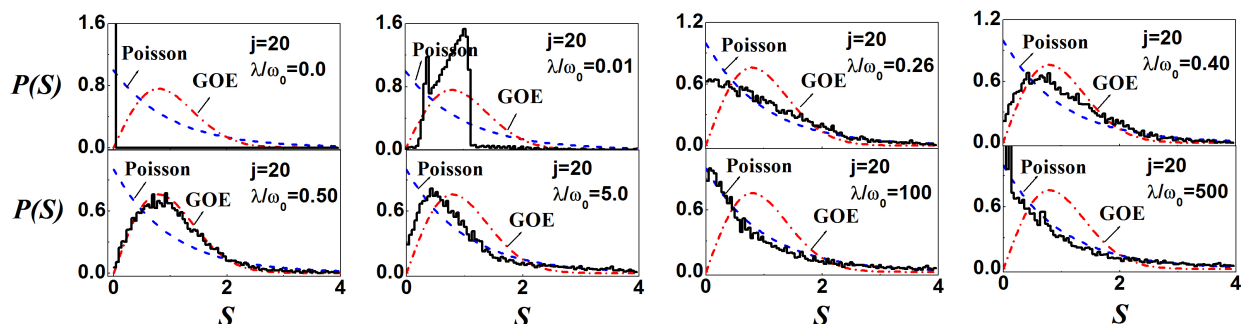 1.6
0.8
0.0
P(S)
Poisson
GOE
j=20
λ/ω₀=0.0
1.6
0.8
0.0
Poisson
GOE
j=20
λ/ω₀=0.01
1.2
0.6
0.0
Poisson
GOE
j=20
λ/ω₀=0.26
1.2
0.6
0.0
Poisson
GOE
j=20
λ/ω₀=0.40
0.6
0.0
P(S)
Poisson
GOE
j=20
λ/ω₀=0.50
0 2 4
S
0.6
0.0
Poisson
GOE
j=20
λ/ω₀=5.0
0 2 4
S
0.6
0.0
Poisson
GOE
j=20
λ/ω₀=100
0 2 4
S
0.6
0.0
Poisson
GOE
j=20
λ/ω₀=500
0 2 4
S